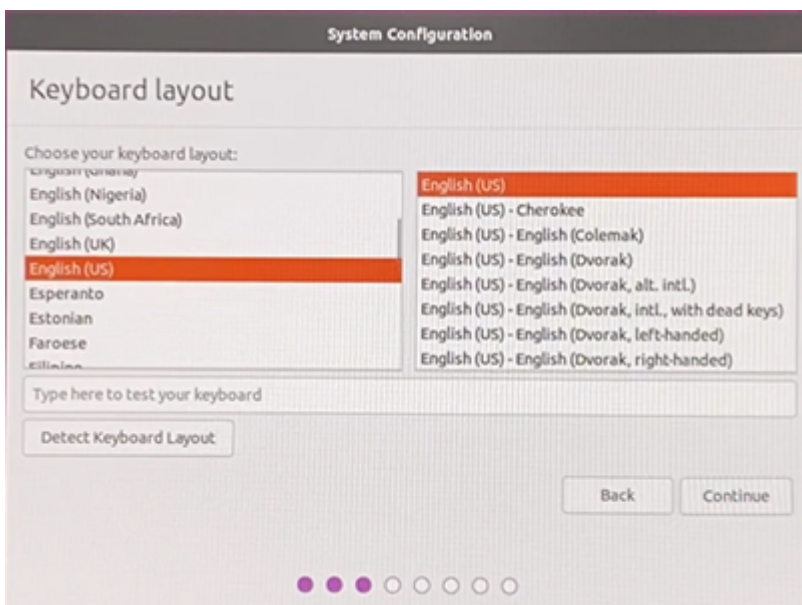 System Configuration
Keyboard layout
Choose your keyboard layout:
English (Ghana)
English (Nigeria)
English (South Africa)
English (UK)
English (US)
Esperanto
Estonian
Faroese
Filipino
English (US)
English (US) - Cherokee
English (US) - English (Colemak)
English (US) - English (Dvorak)
English (US) - English (Dvorak, alt. intl.)
English (US) - English (Dvorak, intl., with dead keys)
English (US) - English (Dvorak, left-handed)
English (US) - English (Dvorak, right-handed)
Type here to test your keyboard
Detect Keyboard Layout
Back
Continue